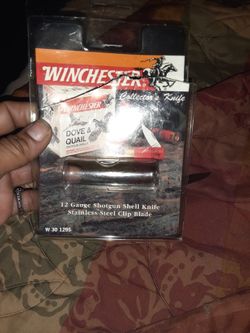 WINCHESTER
Collector's Knife
WINCHESTER
DOVE &
QUAIL
12 Gauge Shotgun Shell Knife
Stainless Steel Clip Blade
W 30 1295